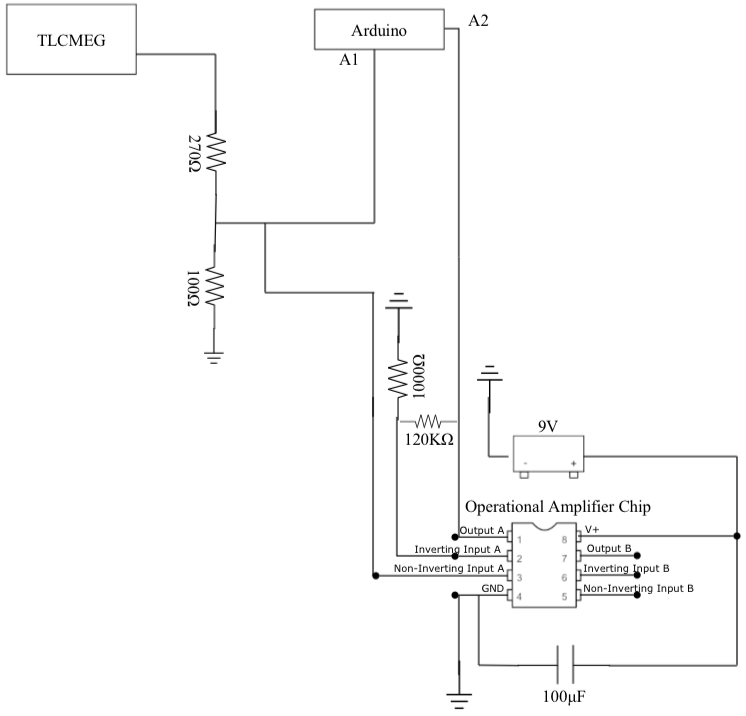 TLCMEG
Arduino
A2
A1
270Ω
100Ω
1000Ω
120KΩ
9V
- +
Operational Amplifier Chip
Output A
1
8
V+
Inverting Input A
2
7
Output B
Non-Inverting Input A
3
6
Inverting Input B
GND
4
5
Non-Inverting Input B
100µF